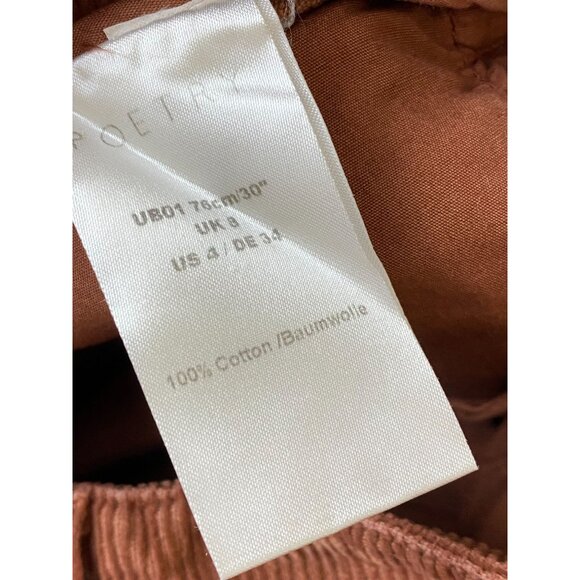 POETRY
UB01 76cm/30"
UK 8
US 4 / DE 34
100% Cotton /Baumwolle